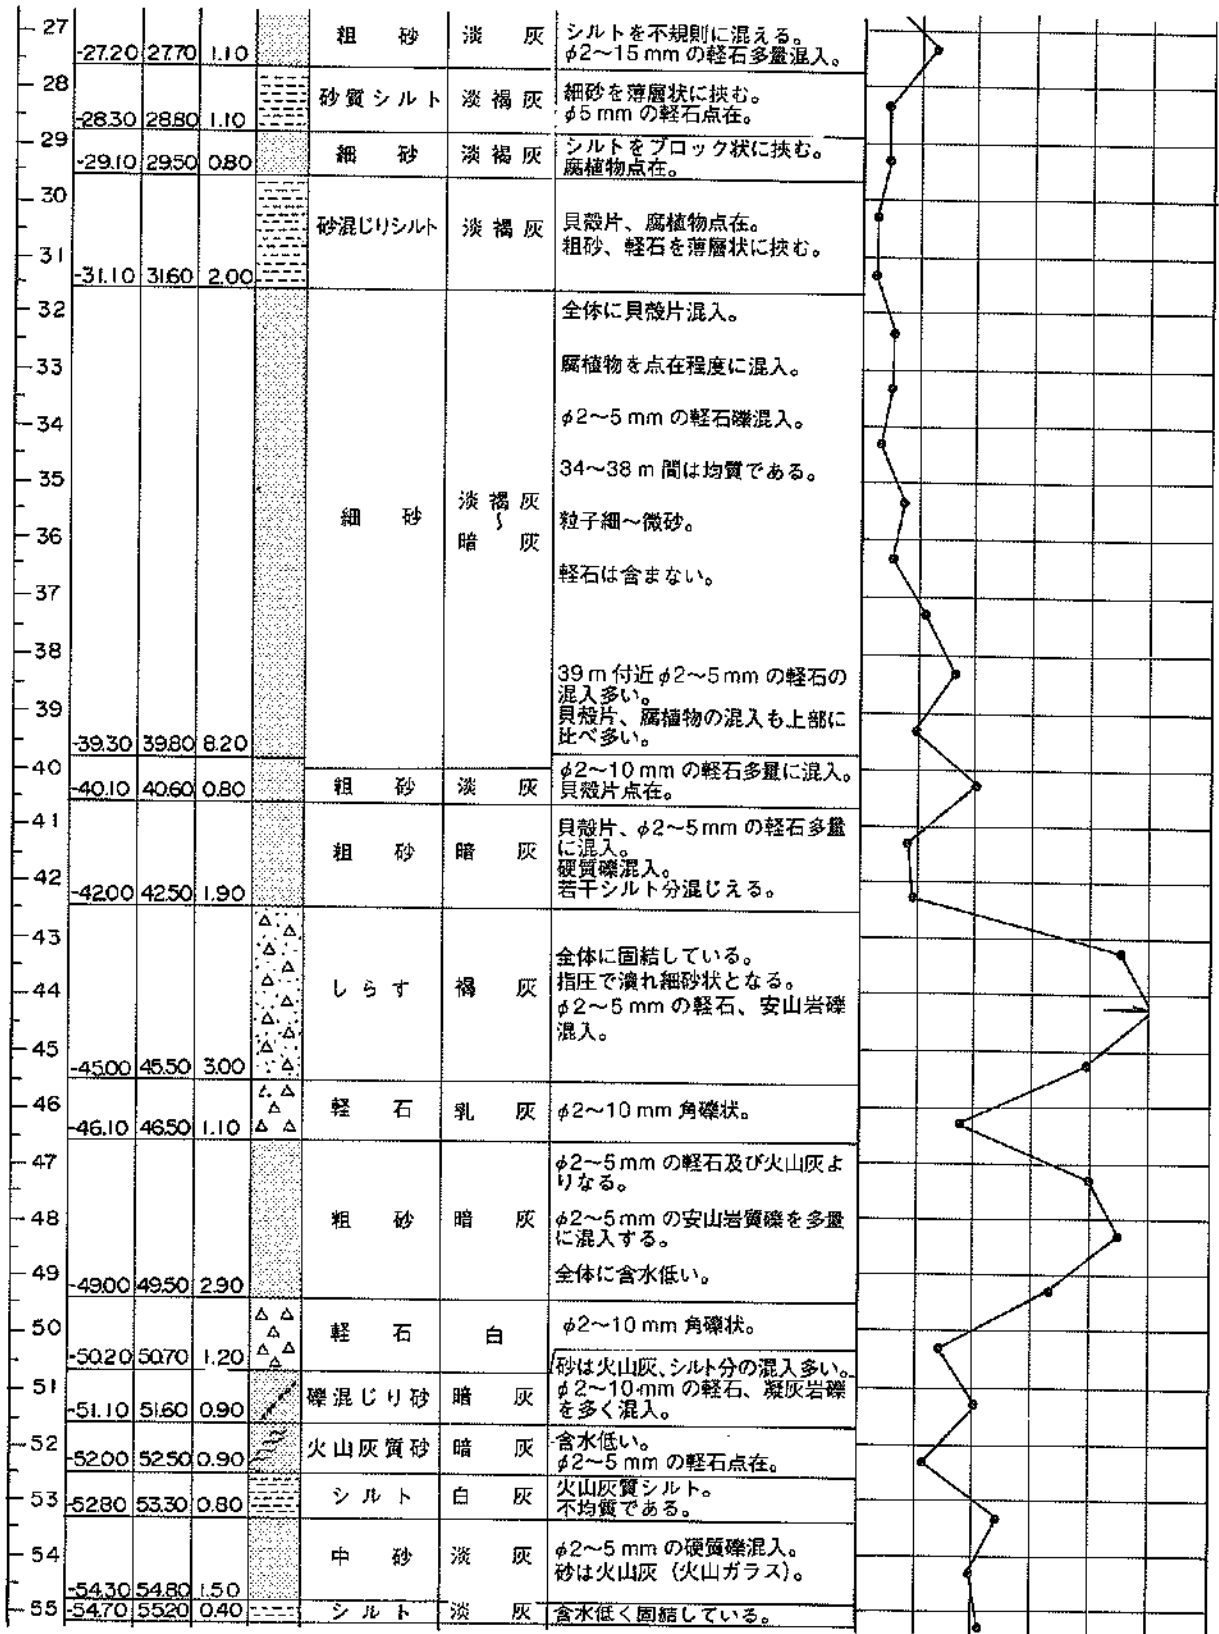 27
粗 砂 淡 灰 シルトを不規則に混える。
-27.20 27.70 1.10 φ2～15 mm の軽石多量混入。
28
砂質シルト 淡褐灰 細砂を薄層状に挟む。
-28.30 28.80 1.10 φ5 mm の軽石点在。
29
細 砂 淡褐灰 シルトをブロック状に挟む。
-29.10 29.50 0.80 腐植物点在。
30
砂混じりシルト 淡褐灰 貝殻片、腐植物点在。
粗砂、軽石を薄層状に挟む。
31
-31.10 31.60 2.00
32 全体に貝殻片混入。
33 腐植物を点在程度に混入。
34 φ2～5 mm の軽石礫混入。
35 34～38 m 間は均質である。
細 砂 淡褐灰～暗灰 粒子細～微砂。
36
軽石は含まない。
37
38
39 m 付近 φ2～5 mm の軽石の
混入多い。
39 貝殻片、腐植物の混入も上部に
-39.30 39.80 8.20 比べ多い。
40 φ2～10 mm の軽石多量に混入。
-40.10 40.60 0.80 粗 砂 淡 灰 貝殻片点在。
41 貝殻片、φ2～5 mm の軽石多量
粗 砂 暗 灰 に混入。
硬質礫混入。
42
-42.00 42.50 1.90 若干シルト分混じえる。
43
全体に固結している。
しらす 褐 灰 指圧で潰れ細砂状となる。
44 φ2～5 mm の軽石、安山岩礫
混入。
45
-45.00 45.50 3.00
46 軽 石 乳 灰 φ2～10 mm 角礫状。
-46.10 46.50 1.10
47 φ2～5 mm の軽石及び火山灰よ
りなる。
48 粗 砂 暗 灰 φ2～5 mm の安山岩質礫を多量
に混入する。
49 全体に含水低い。
-49.00 49.50 2.90
50 軽 石 白 φ2～10 mm 角礫状。
-50.20 50.70 1.20
砂は火山灰、シルト分の混入多い。
51 礫混じり砂 暗 灰 φ2～10 mm の軽石、凝灰岩礫
-51.10 51.60 0.90 を多く混入。
52 火山灰質砂 暗 灰 含水低い。
-52.00 52.50 0.90 φ2～5 mm の軽石点在。
53 シルト 白 灰 火山灰質シルト。
-52.80 53.30 0.80 不均質である。
54 中 砂 淡 灰 φ2～5 mm の硬質礫混入。
砂は火山灰（火山ガラス）。
-54.30 54.80 1.50
55 -54.70 55.20 0.40 シルト 淡 灰 含水低く固結している。